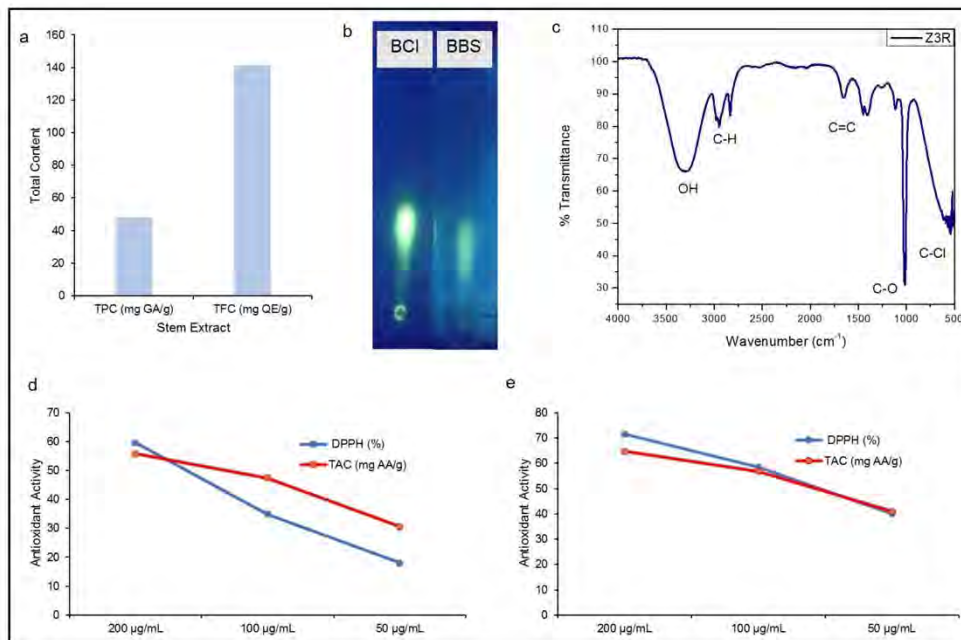 a
160
140
120
100
80
60
40
20
0
Total Content
TPC (mg GA/g) TFC (mg QE/g)
Stem Extract
b
BCl BBS
c
Z3R
100
90
80
70
60
50
40
30
% Transmittance
OH
C-H
C=C
C-O
C-Cl
4000 3500 3000 2500 2000 1500 1000 500
Wavenumber (cm-1)
d
70
60
50
40
30
20
10
0
Antioxidant Activity
DPPH (%)
TAC (mg AA/g)
200 µg/mL 100 µg/mL 50 µg/mL
e
80
70
60
50
40
30
20
10
0
Antioxidant Activity
DPPH (%)
TAC (mg AA/g)
200 µg/mL 100 µg/mL 50 µg/mL